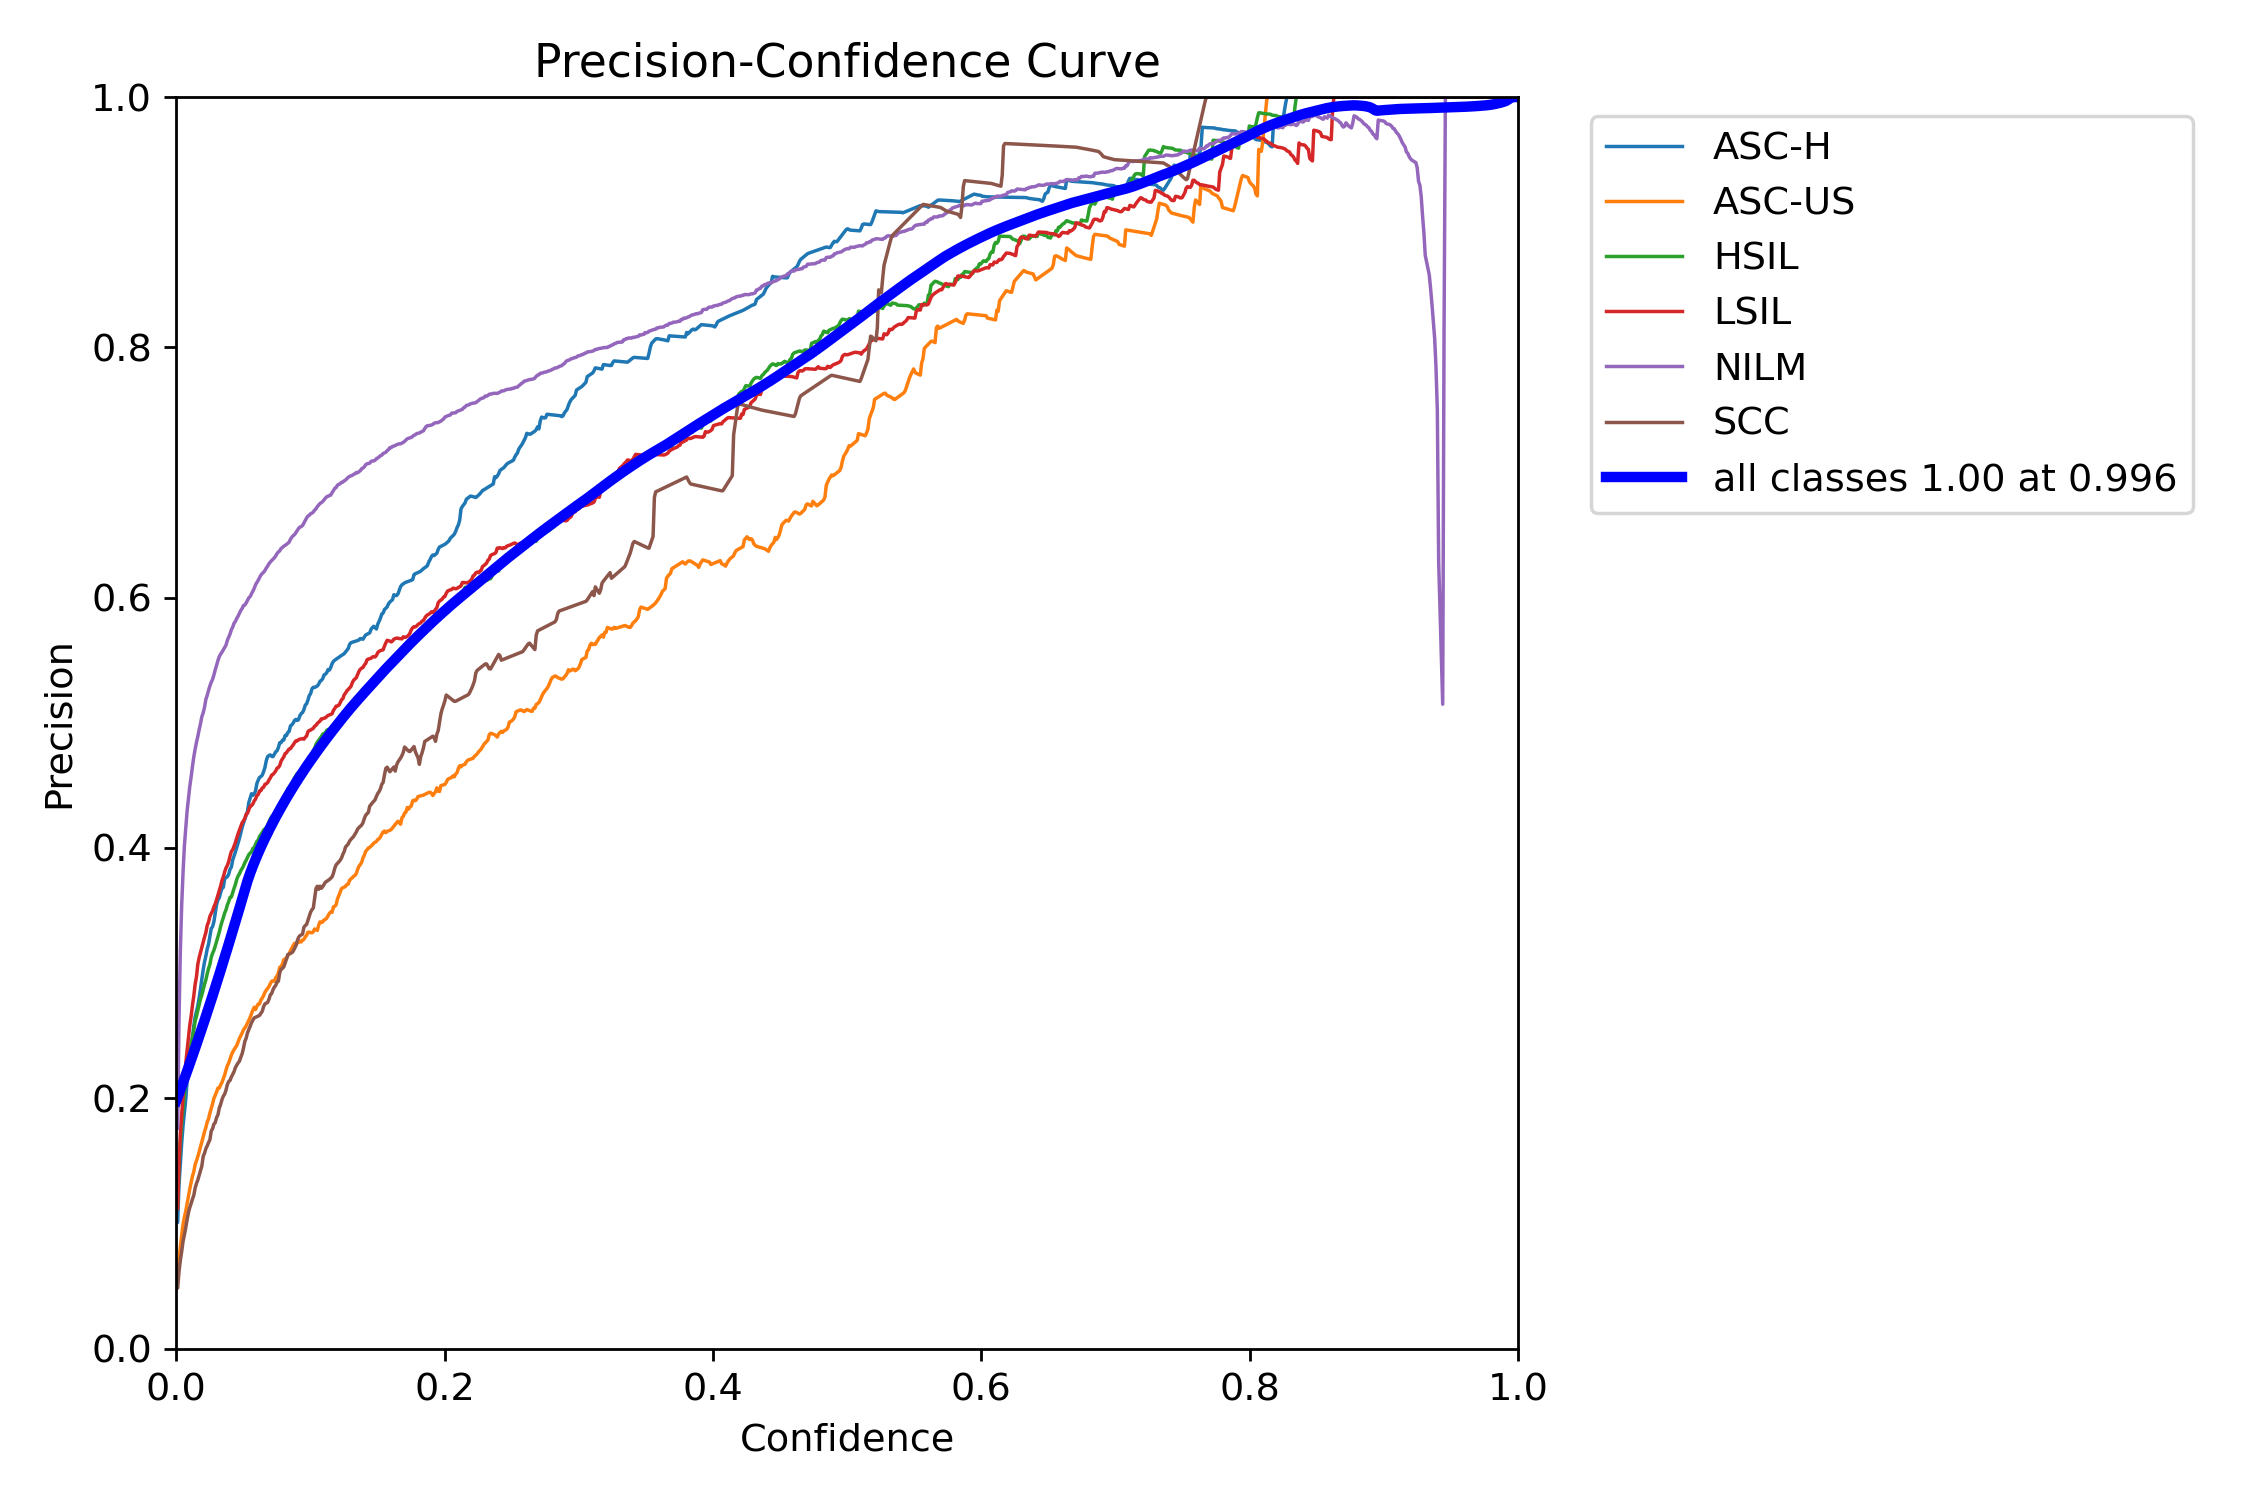 Precision-Confidence Curve
1.0
0.8
0.6
0.4
0.2
0.0
Precision
0.0 0.2 0.4 0.6 0.8 1.0
Confidence
ASC-H
ASC-US
HSIL
LSIL
NILM
SCC
all classes 1.00 at 0.996